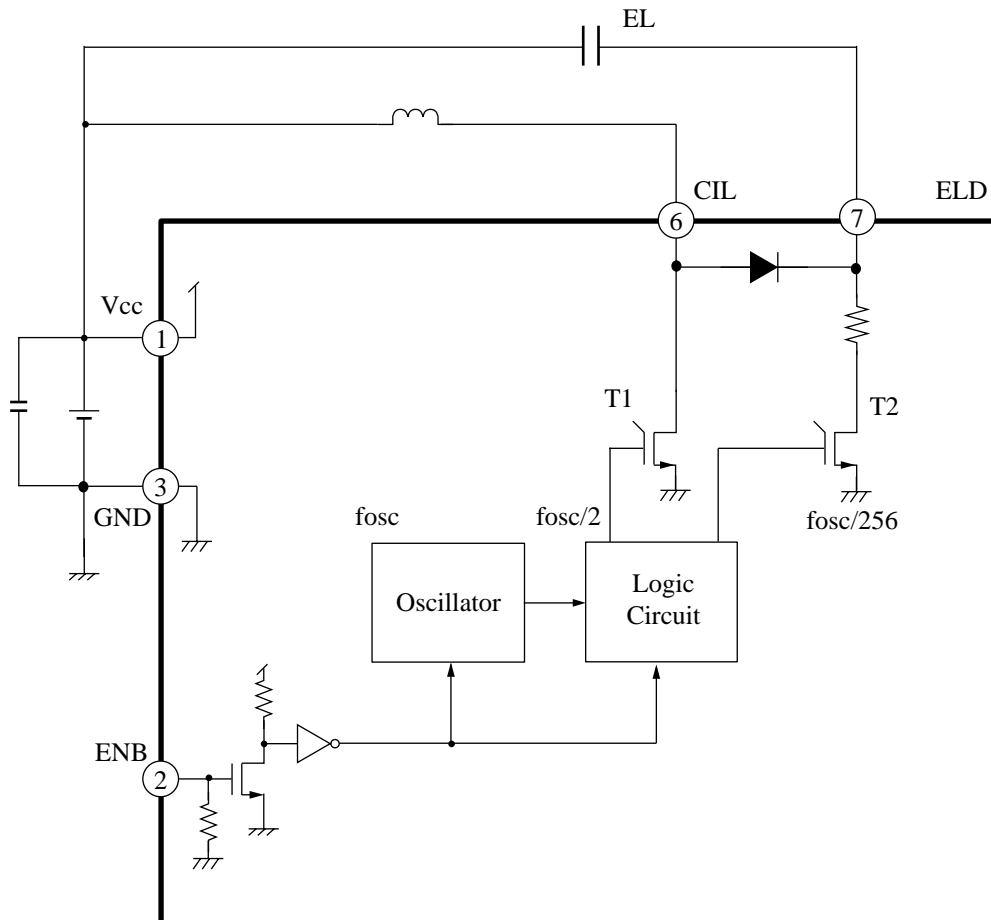 EL
CIL
ELD
6
7
Vcc
1
T1
T2
3
GND
fosc
fosc/2
fosc/256
Oscillator
Logic
Circuit
ENB
2